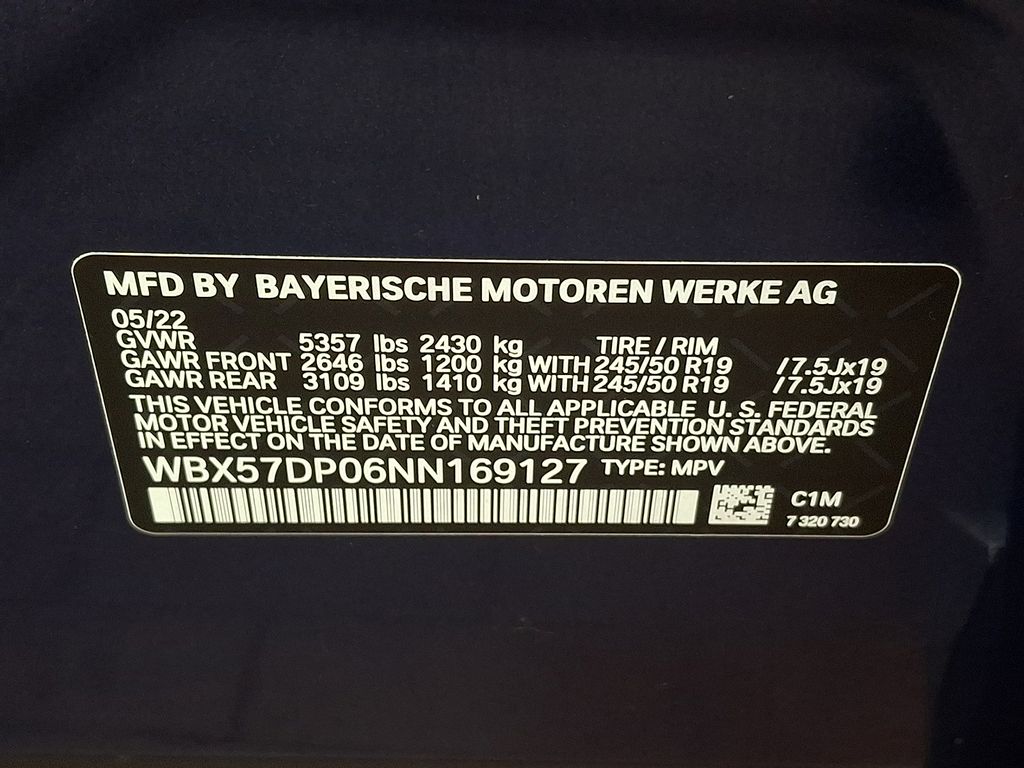 MFD BY BAYERISCHE MOTOREN WERKE AG
05/22
GVWR 5357 lbs 2430 kg TIRE / RIM
GAWR FRONT 2646 lbs 1200 kg WITH 245/50 R19 /7.5Jx19
GAWR REAR 3109 lbs 1410 kg WITH 245/50 R19 /7.5Jx19
THIS VEHICLE CONFORMS TO ALL APPLICABLE U. S. FEDERAL
MOTOR VEHICLE SAFETY AND THEFT PREVENTION STANDARDS
IN EFFECT ON THE DATE OF MANUFACTURE SHOWN ABOVE.
WBX57DP06NN169127 TYPE: MPV
C1M
7 320 730